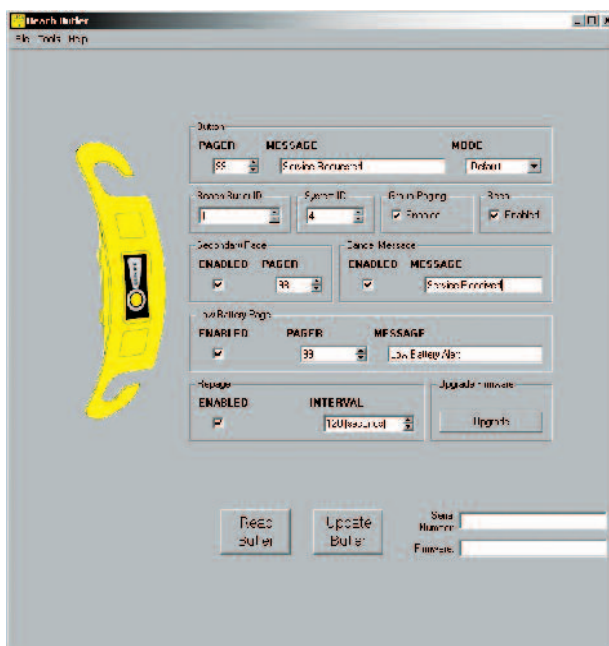 Beach Butler
File Tools Help
Button
PAGER MESSAGE MODE
99 Service Requested Default
Beach Butler ID System ID Group Paging Beep
1 4 Enabled Enabled
Secondary Page Cancel Message
ENABLED PAGER ENABLED MESSAGE
98 Service Received
Low Battery Page
ENABLED PAGER MESSAGE
99 Low Battery Alert
Repage Upgrade Firmware
ENABLED INTERVAL
120(seconds) Upgrade
Read Butler
Update Butler
Serial Number:
Firmware: